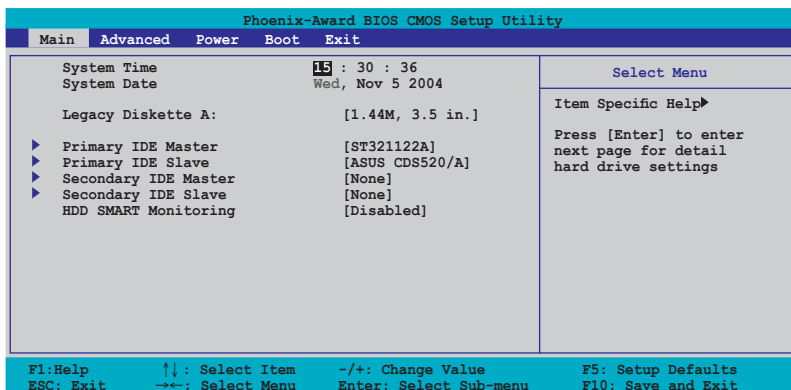 Phoenix-Award BIOS CMOS Setup Utility
Main Advanced Power Boot Exit
System Time 15 : 30 : 36
System Date Wed, Nov 5 2004
Legacy Diskette A: [1.44M, 3.5 in.]
Primary IDE Master [ST321122A]
Primary IDE Slave [ASUS CDS520/A]
Secondary IDE Master [None]
Secondary IDE Slave [None]
HDD SMART Monitoring [Disabled]
Select Menu
Item Specific Help
Press [Enter] to enter
next page for detail
hard drive settings
F1:Help ↑↓ : Select Item -/+: Change Value F5: Setup Defaults
ESC: Exit →←: Select Menu Enter: Select Sub-menu F10: Save and Exit